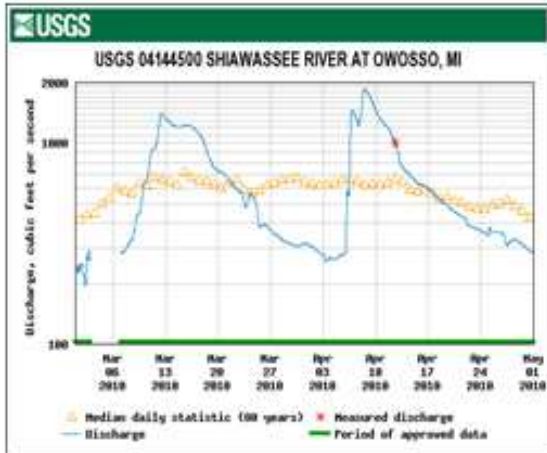 USGS
USGS 04144500 SHIAWASSEE RIVER AT OWOSSO, MI
Discharge, cubic feet per second
2000
1000
100
Mar 06 2010
Mar 13 2010
Mar 20 2010
Mar 27 2010
Apr 03 2010
Apr 10 2010
Apr 17 2010
Apr 24 2010
May 01 2010
Median daily statistic (80 years)
Measured discharge
Discharge
Period of approved data